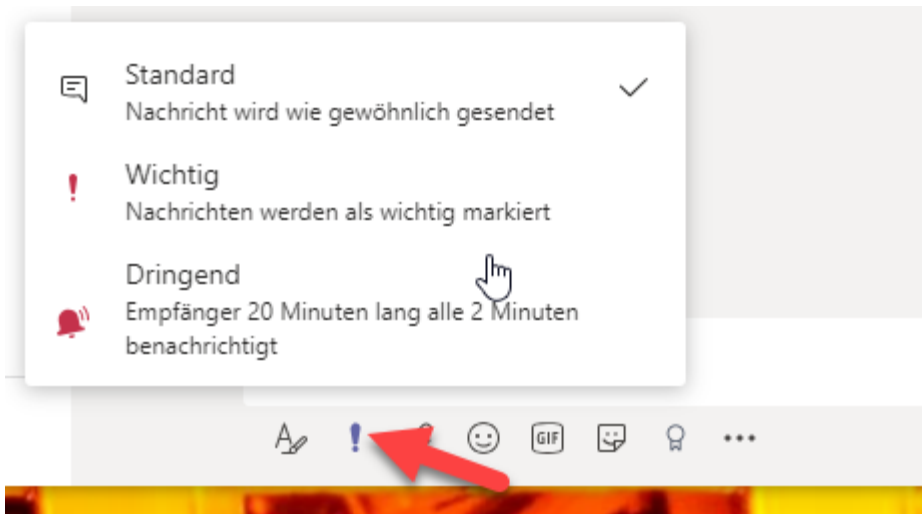 Standard
Nachricht wird wie gewöhnlich gesendet
Wichtig
Nachrichten werden als wichtig markiert
Dringend
Empfänger 20 Minuten lang alle 2 Minuten
benachrichtigt
GIF